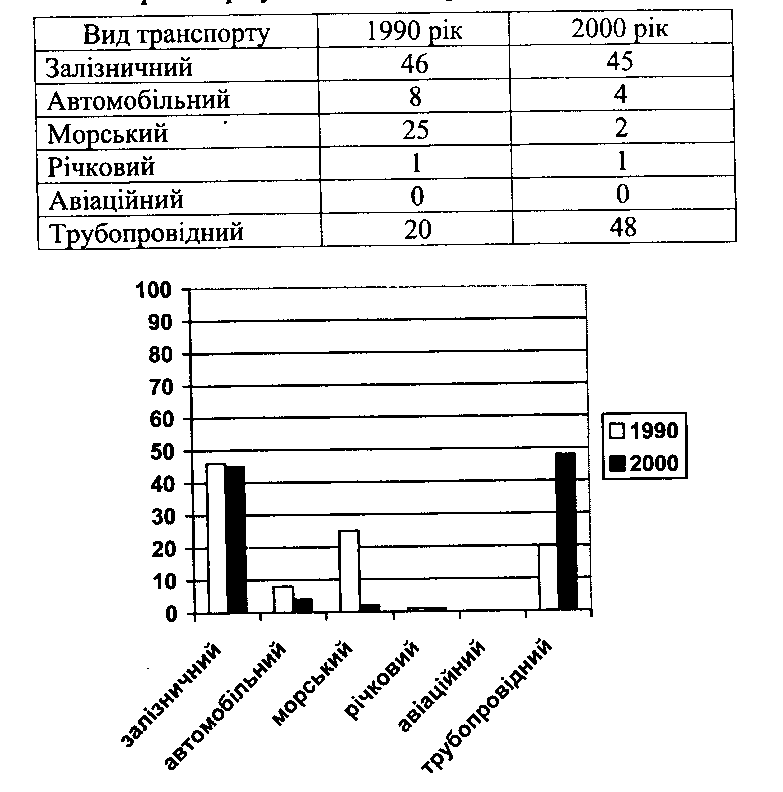 Вид транспорту 1990 рік 2000 рік
Залізничний 46 45
Автомобільний 8 4
Морський 25 2
Річковий 1 1
Авіаційний 0 0
Трубопровідний 20 48
100
90
80
70
60
50
40
30
20
10
0
1990
2000
залізничний
автомобільний
морський
річковий
авіаційний
трубопровідний